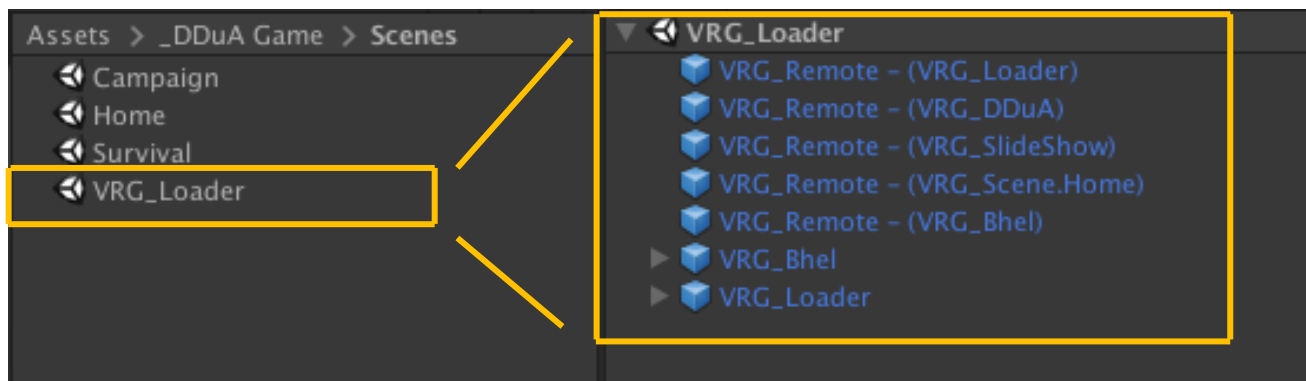 Assets > _DDuA Game > Scenes
Campaign
Home
Survival
VRG_Loader
VRG_Loader
VRG_Remote – (VRG_Loader)
VRG_Remote – (VRG_DDuA)
VRG_Remote – (VRG_SlideShow)
VRG_Remote – (VRG_Scene.Home)
VRG_Remote – (VRG_Bhel)
VRG_Bhel
VRG_Loader